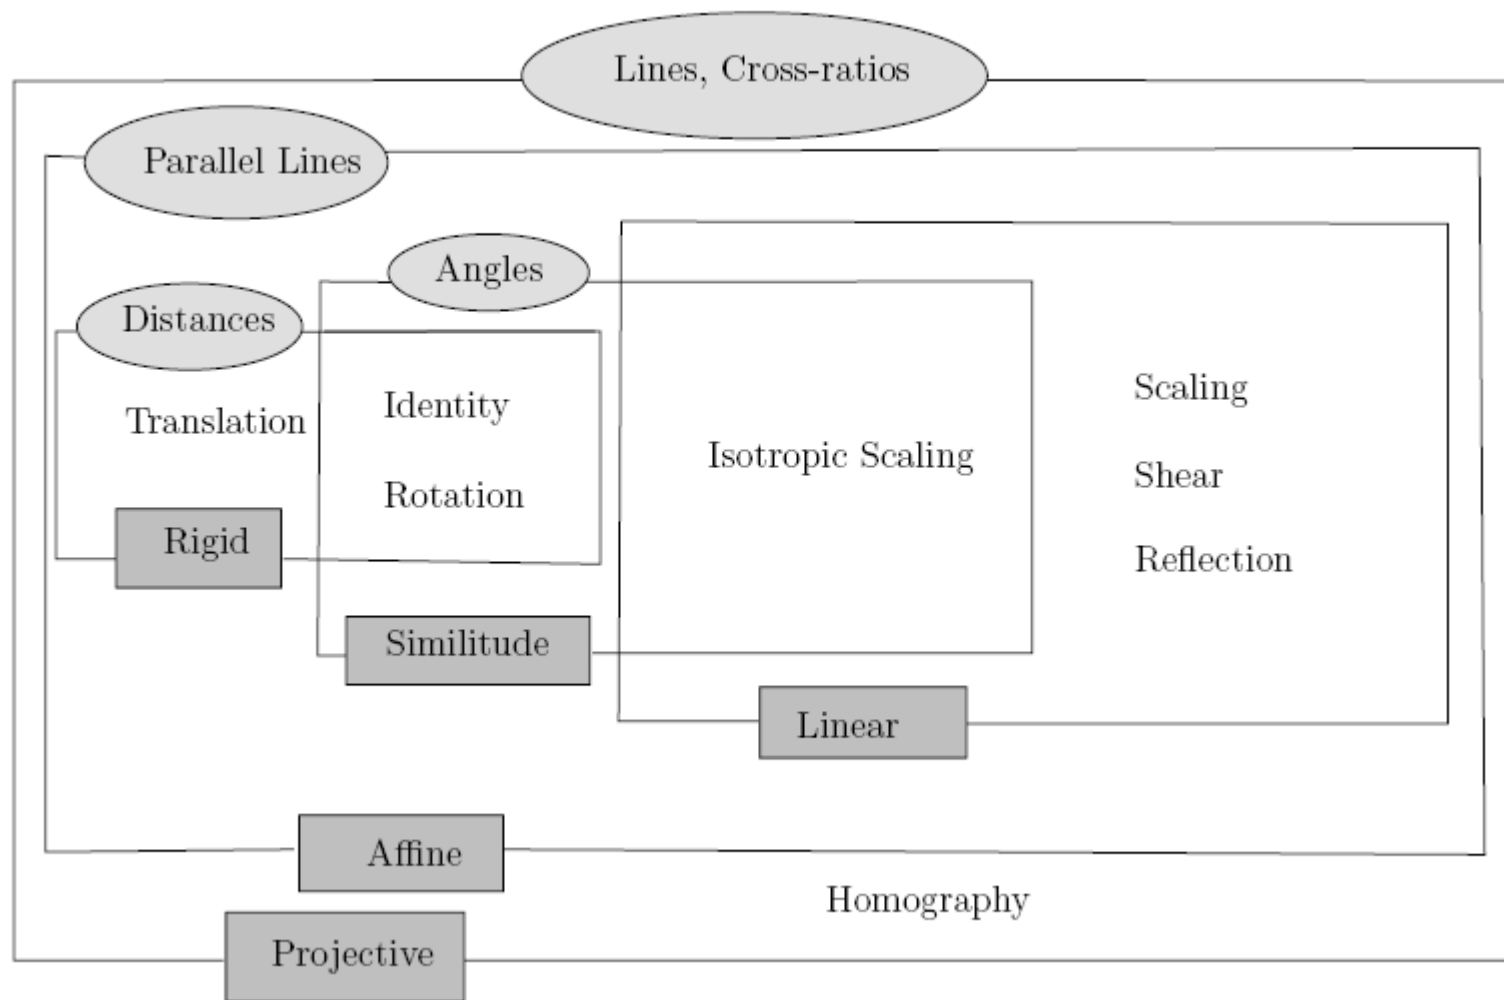 Lines, Cross-ratios
Parallel Lines
Angles
Distances
Translation
Identity
Rotation
Isotropic Scaling
Scaling
Shear
Reflection
Rigid
Similitude
Linear
Affine
Homography
Projective